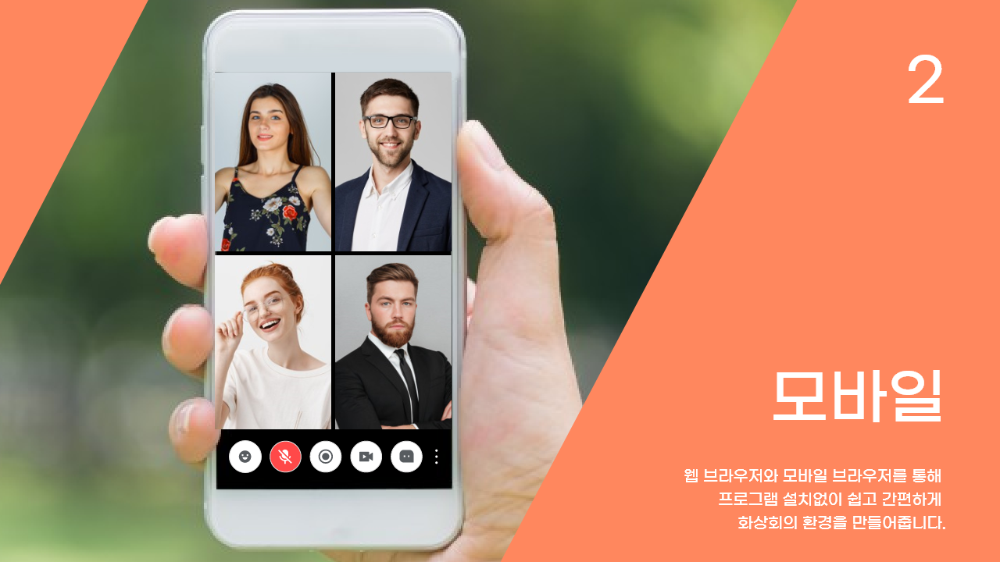 2
모바일
웹 브라우저와 모바일 브라우저를 통해
프로그램 설치없이 쉽고 간편하게
화상회의 환경을 만들어줍니다.